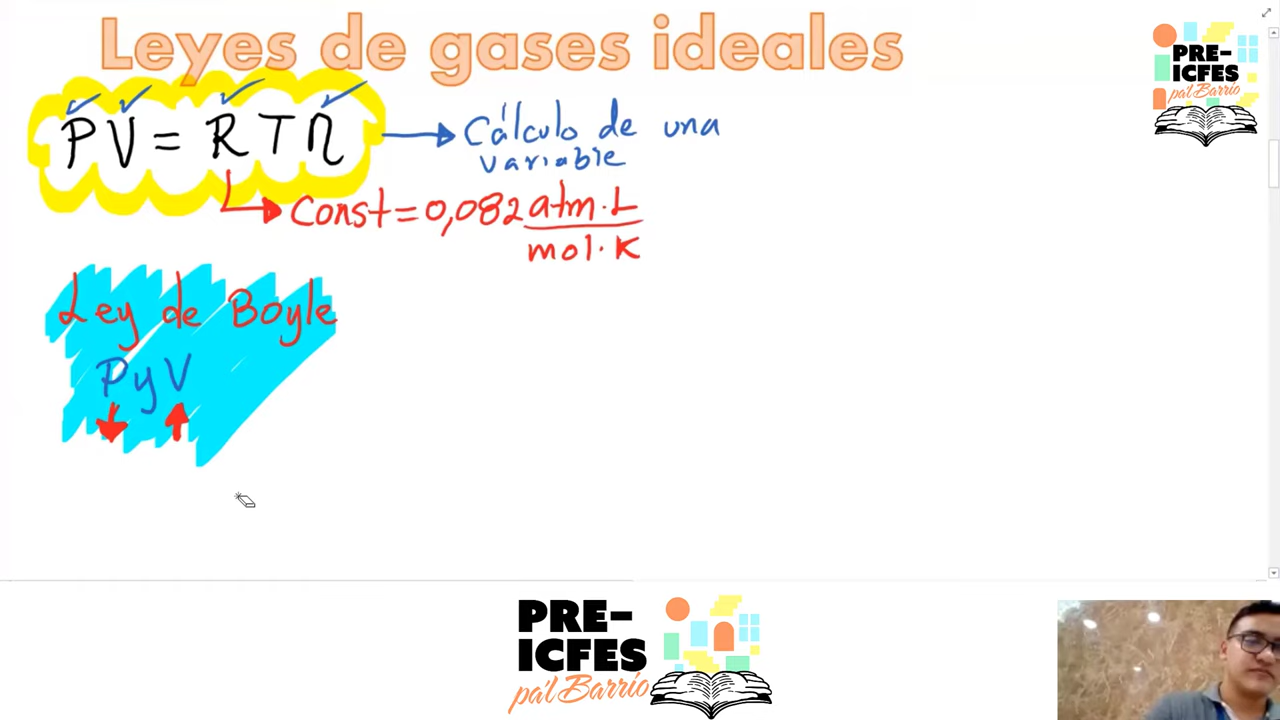 Leyes de gases ideales
PV = RTn
Cálculo de una
variable
Const = 0,082 atm·L
mol·K
Ley de Boyle
P y V
PRE-
ICFES
pa'l Barrio
PRE-
ICFES
pa'l Barrio